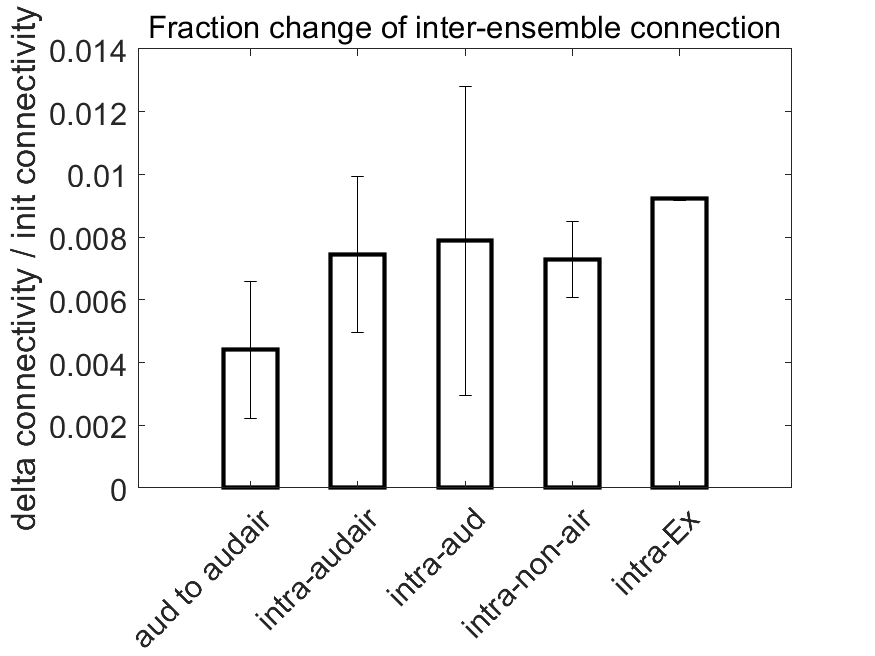 Fraction change of inter-ensemble connection
delta connectivity / init connectivity
0.014
0.012
0.01
0.008
0.006
0.004
0.002
0
aud to audair
intra-audair
intra-aud
intra-non-air
intra-Ex